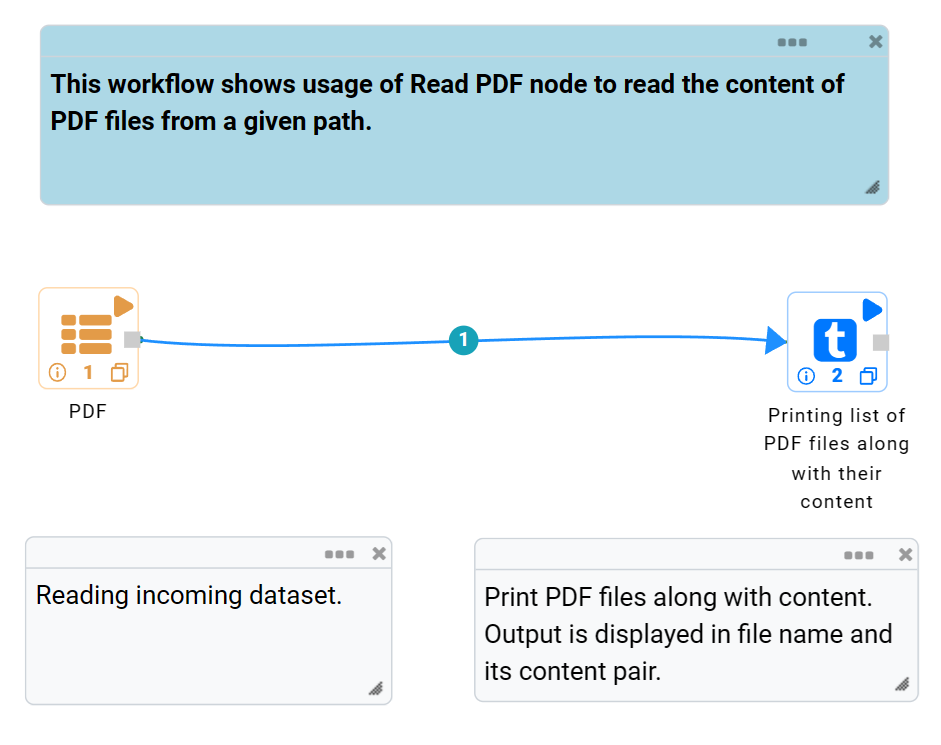 This workflow shows usage of Read PDF node to read the content of
PDF files from a given path.
1
1
t
2
PDF
Printing list of
PDF files along
with their
content
Reading incoming dataset.
Print PDF files along with content.
Output is displayed in file name and
its content pair.